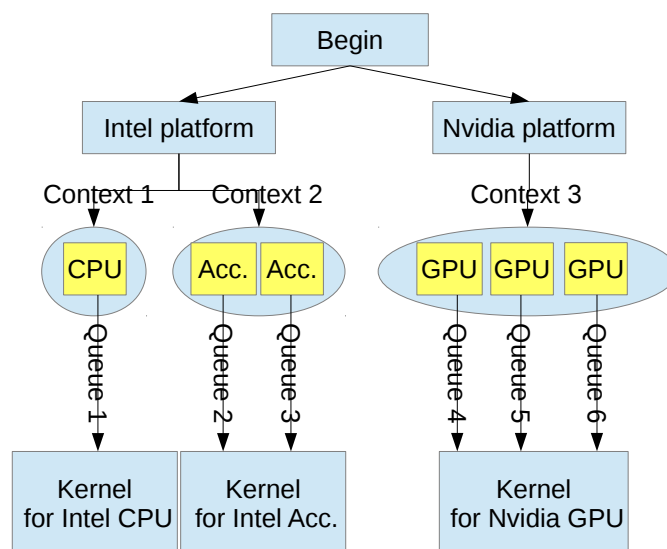 Begin
Intel platform
Nvidia platform
Context 1
Context 2
Context 3
CPU
Acc.
Acc.
GPU
GPU
GPU
Queue 1
Queue 2
Queue 3
Queue 4
Queue 5
Queue 6
Kernel
for Intel CPU
Kernel
for Intel Acc.
Kernel
for Nvidia GPU